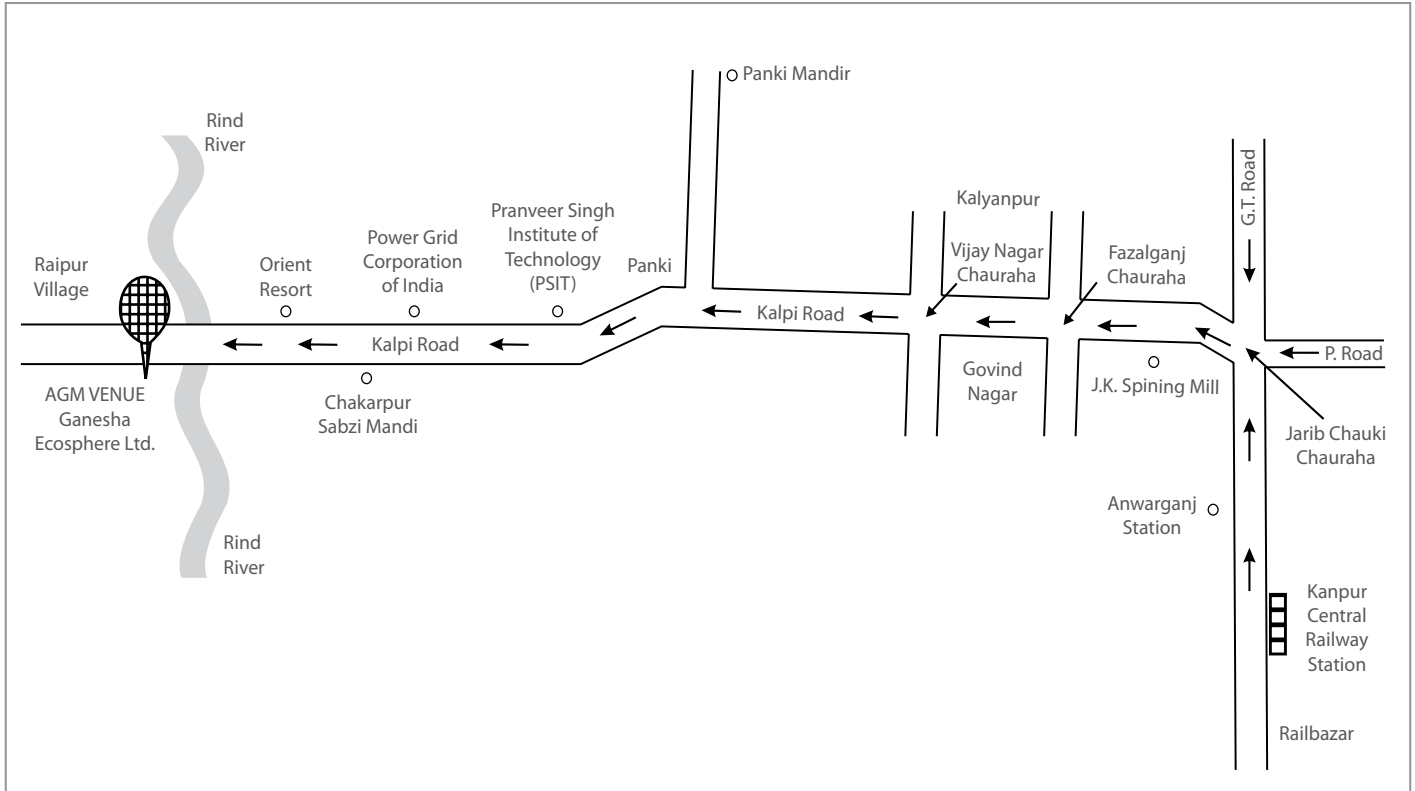 Panki Mandir
Rind
River
G.T. Road
Kalyanpur
Pranveer Singh
Institute of
Technology
(PSIT)
Power Grid
Corporation
of India
Vijay Nagar
Chauraha
Fazalganj
Chauraha
Raipur
Village
Orient
Resort
Panki
Kalpi Road
Kalpi Road
P. Road
AGM VENUE
Ganesha
Ecosphere Ltd.
Chakarpur
Sabzi Mandi
Govind
Nagar
J.K. Spining Mill
Jarib Chauki
Chauraha
Anwarganj
Station
Rind
River
Kanpur
Central
Railway
Station
Railbazar